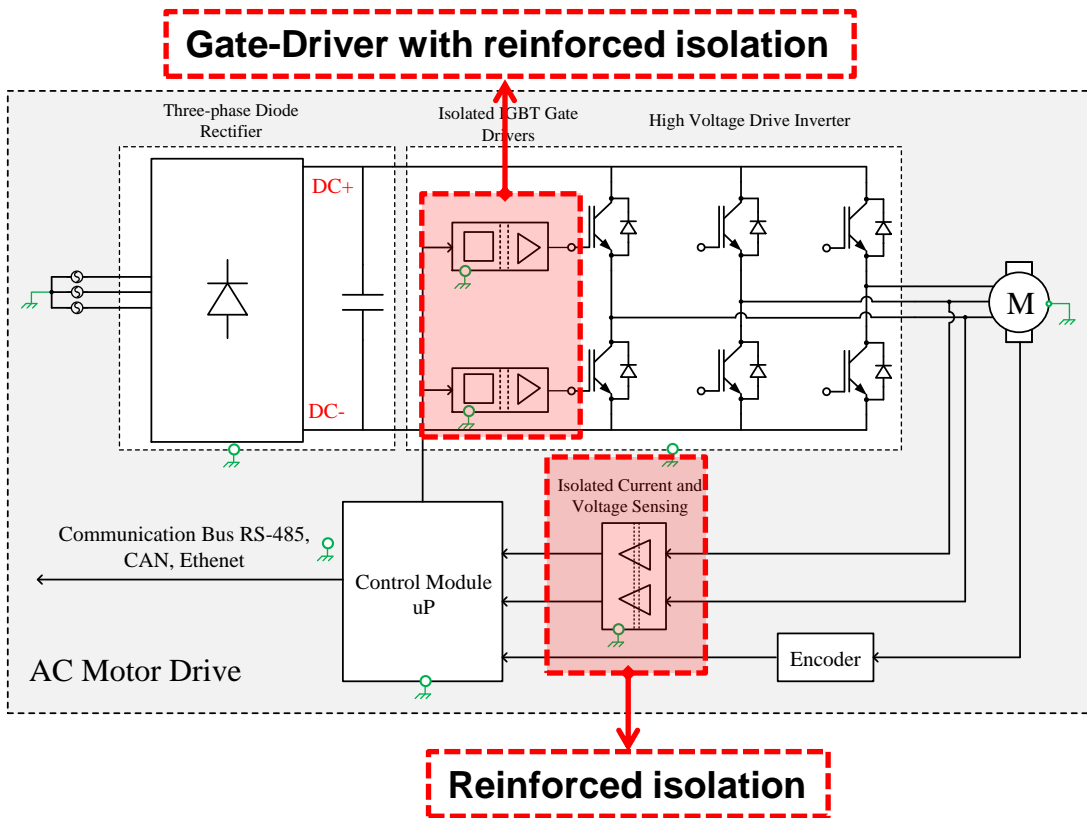 Gate-Driver with reinforced isolation
Three-phase Diode
Rectifier
Isolated IGBT Gate
Drivers
High Voltage Drive Inverter
DC+
DC-
M
Isolated Current and
Voltage Sensing
Communication Bus RS-485,
CAN, Ethenet
Control Module
uP
Encoder
AC Motor Drive
Reinforced isolation